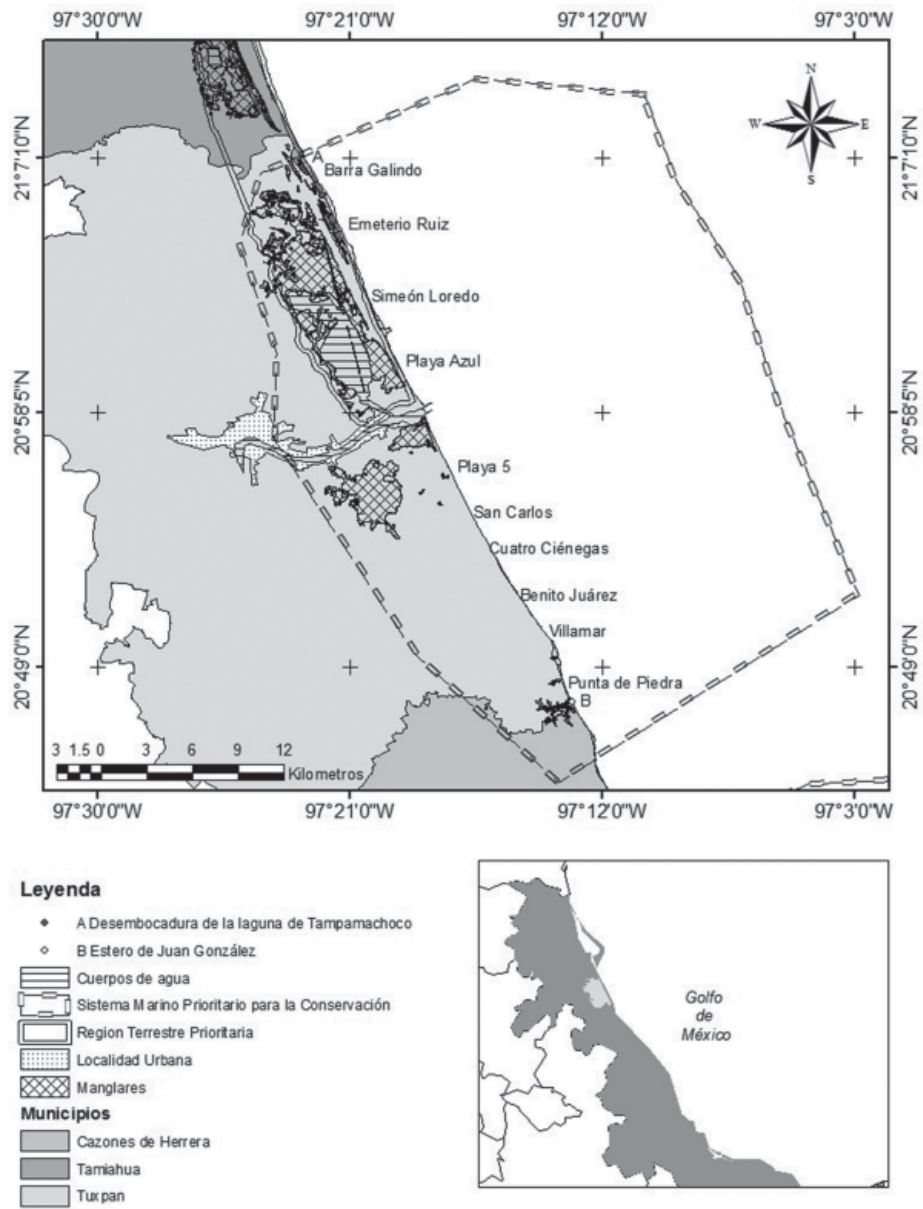 97°30'0"W 97°21'0"W 97°12'0"W 97°3'0"W
N
W E
S
21°7'10"N 21°7'10"N
A
Barra Galindo
Emeterio Ruiz
Simeón Loredo
Playa Azul
20°58'5"N 20°58'5"N
Playa 5
San Carlos
Cuatro Ciénegas
Benito Juárez
Villamar
20°49'0"N 20°49'0"N
Punta de Piedra
B
3 1.5 0 3 6 9 12
Kilometros
97°30'0"W 97°21'0"W 97°12'0"W 97°3'0"W
Leyenda
A Desembocadura de la laguna de Tampamachoco
B Estero de Juan González
Cuerpos de agua
Sistema Marino Prioritario para la Conservación
Region Terrestre Prioritaria
Localidad Urbana
Manglares
Municipios
Cazones de Herrera
Tamiahua
Tuxpan
Golfo
de
México